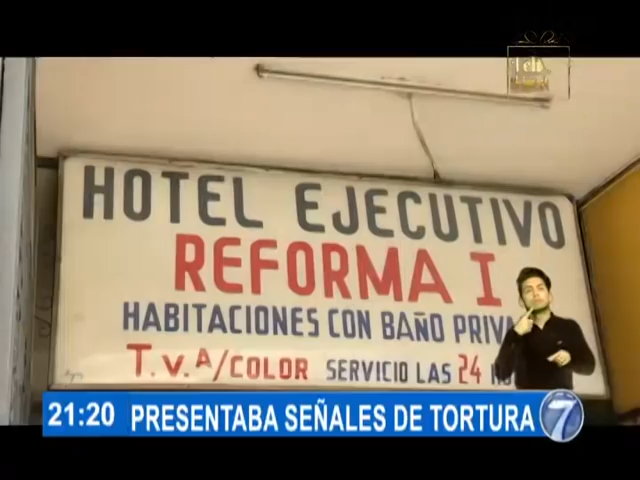 HOTEL EJECUTIVO
REFORMA I
HABITACIONES CON BAÑO
T.V.A/COLOR SERVICIO LAS 24
21:20 PRESENTABA SEÑALES DE TORTURA 7